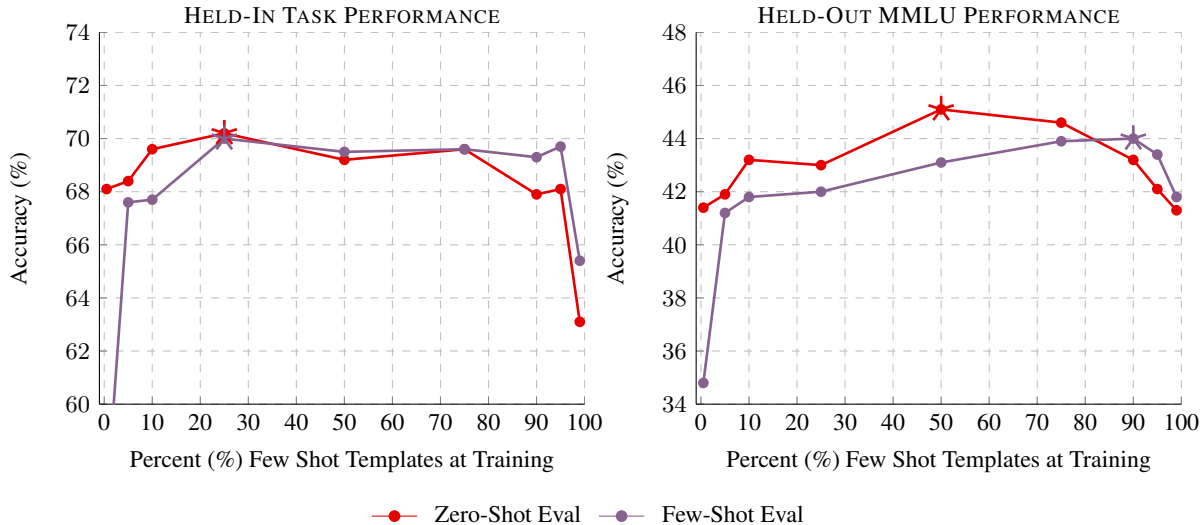 HELD-IN TASK PERFORMANCE
74
72
70
68
66
64
62
60
Accuracy (%)
0 10 20 30 40 50 60 70 80 90 100
Percent (%) Few Shot Templates at Training
HELD-OUT MMLU PERFORMANCE
48
46
44
42
40
38
36
34
Accuracy (%)
0 10 20 30 40 50 60 70 80 90 100
Percent (%) Few Shot Templates at Training
Zero-Shot Eval Few-Shot Eval